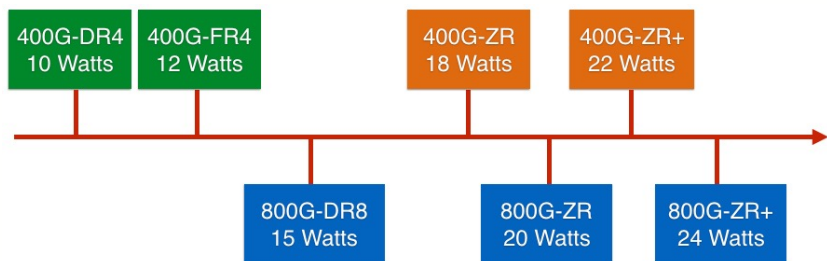 400G-DR4
10 Watts
400G-FR4
12 Watts
400G-ZR
18 Watts
400G-ZR+
22 Watts
800G-DR8
15 Watts
800G-ZR
20 Watts
800G-ZR+
24 Watts